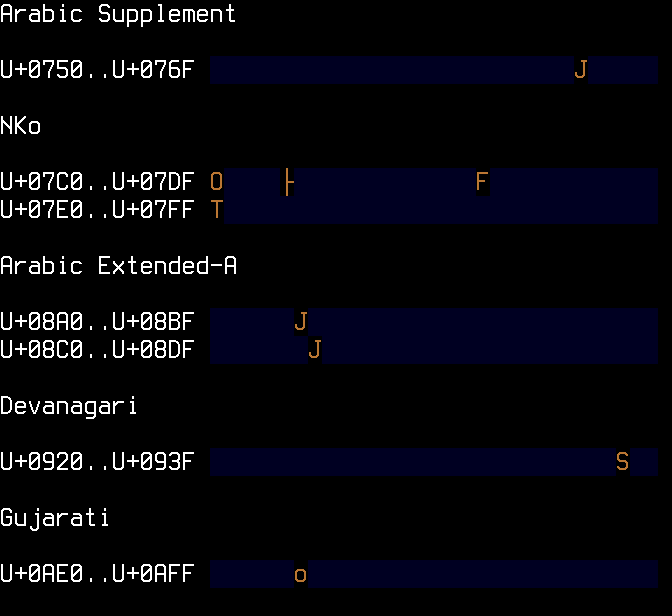 Arabic Supplement
U+0750..U+076F J
NKo
U+07C0..U+07DF O ├ F
U+07E0..U+07FF T
Arabic Extended-A
U+08A0..U+08BF J
U+08C0..U+08DF J
Devanagari
U+0920..U+093F S
Gujarati
U+0AE0..U+0AFF o